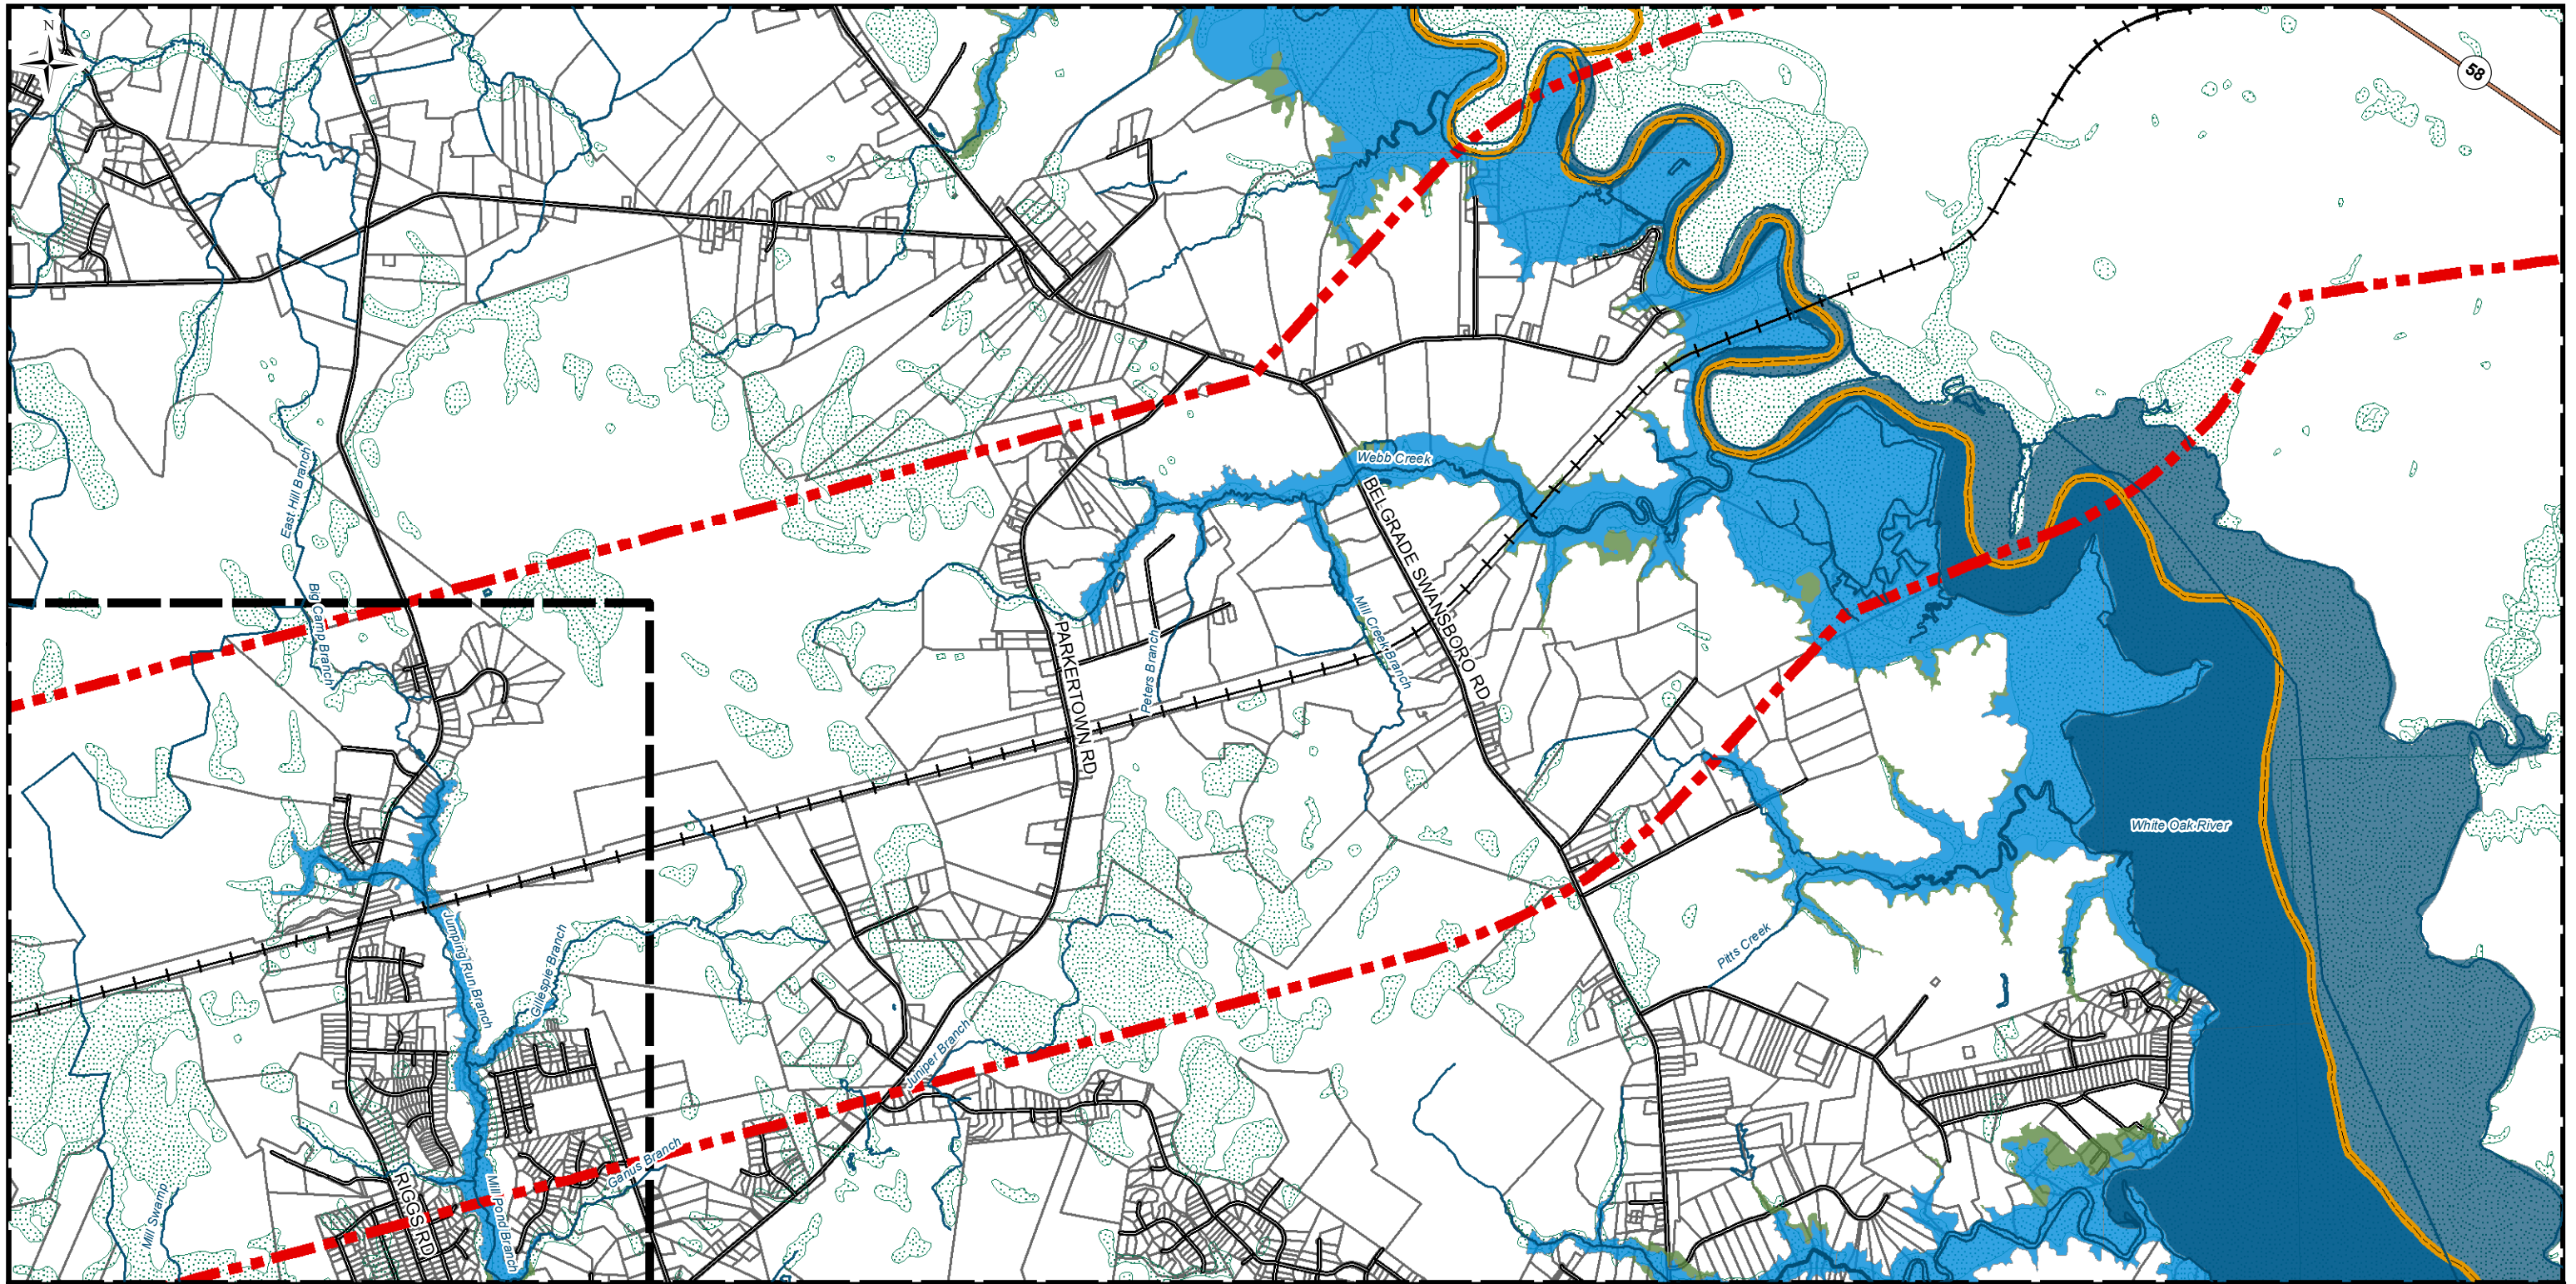 N
58
Webb Creek
East Hill Branch
BELGRADE SWANSBORO RD
Big Camp Branch
Mill Creek Branch
PARKERTOWN RD
Peters Branch
White Oak River
Jumping Run Branch
Gillespie Branch
Pitts Creek
Juniper Branch
Ganus Branch
Mill Swamp
RIGGS RD
Mill Pond Branch